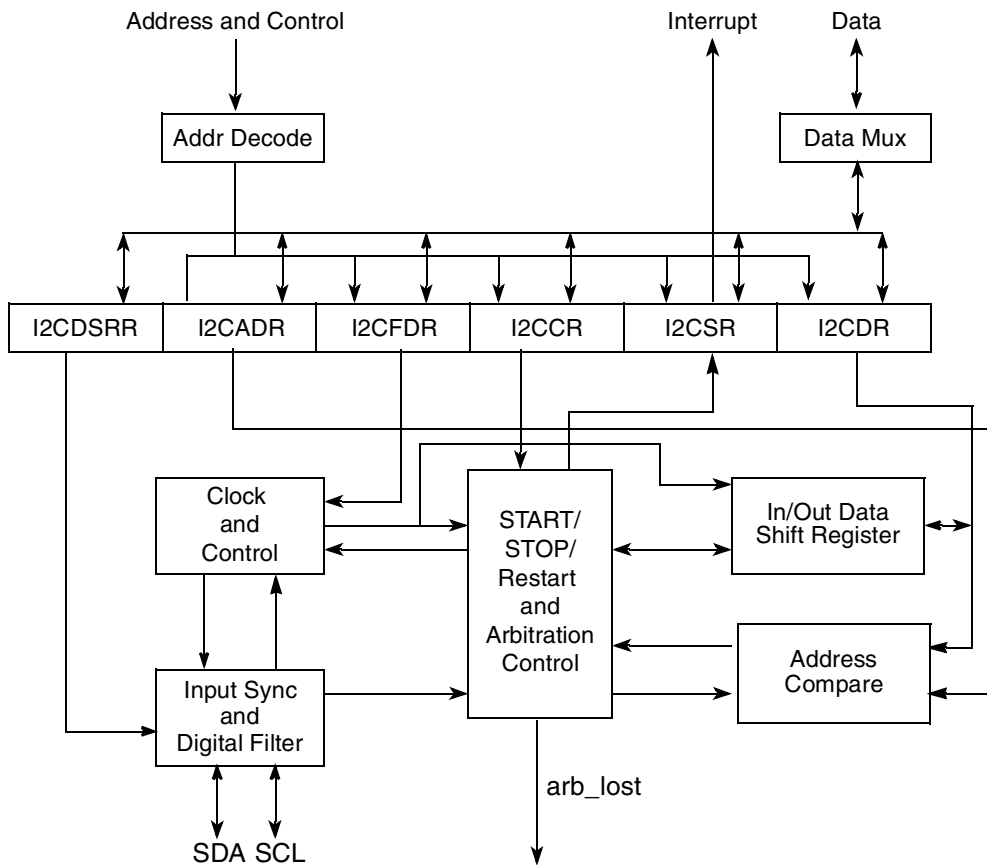 Address and Control
Interrupt
Data
Addr Decode
Data Mux
I2CDSRR
I2CADR
I2CFDR
I2CCR
I2CSR
I2CDR
Clock
and
Control
START/
STOP/
Restart
and
Arbitration
Control
In/Out Data
Shift Register
Input Sync
and
Digital Filter
Address
Compare
arb_lost
SDA
SCL